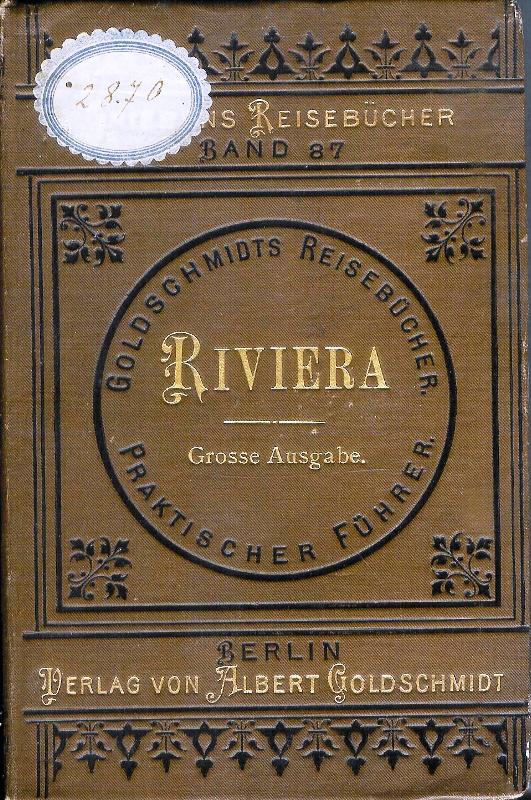 2870
NS REISEBÜCHER
BAND 87
GOLDSCHMIDTS REISEBÜCHER.
RIVIERA
Grosse Ausgabe.
PRAKTISCHER FÜHRER.
BERLIN
VERLAG VON ALBERT GOLDSCHMIDT